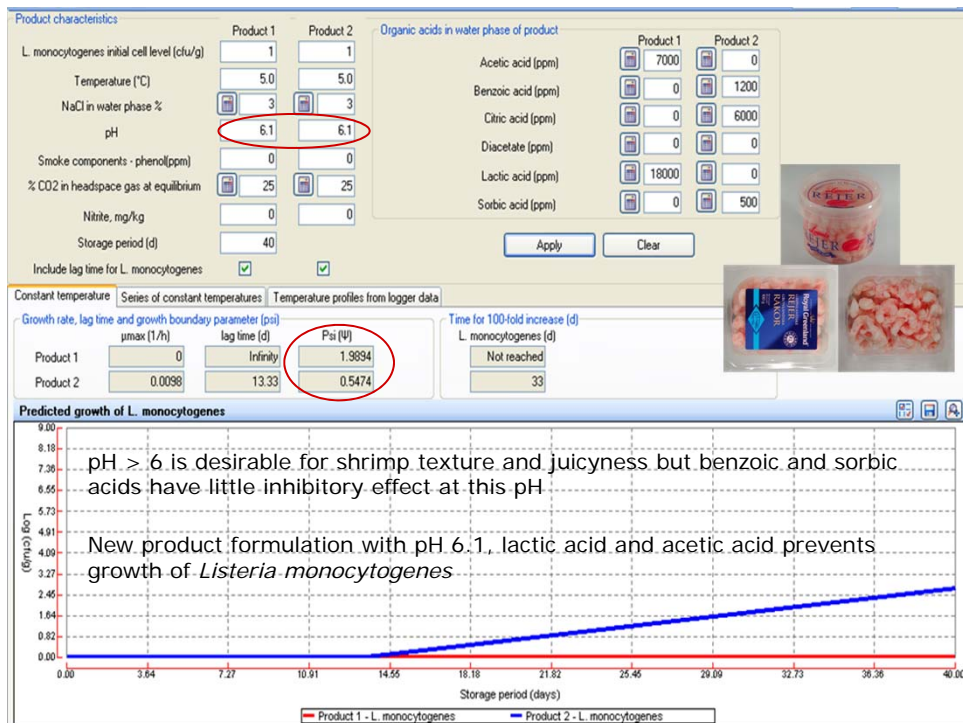 Product characteristics
Product 1 Product 2
L. monocytogenes initial cell level (cfu/g) 1 1
Temperature (°C) 5.0 5.0
NaCl in water phase % 3 3
pH 6.1 6.1
Smoke components - phenol(ppm) 0 0
% CO2 in headspace gas at equilibrium 25 25
Nitrite, mg/kg 0 0
Storage period (d) 40
Include lag time for L. monocytogenes
Organic acids in water phase of product
Product 1 Product 2
Acetic acid (ppm) 7000 0
Benzoic acid (ppm) 0 1200
Citric acid (ppm) 0 6000
Diacetate (ppm) 0 0
Lactic acid (ppm) 18000 0
Sorbic acid (ppm) 0 500
Apply Clear
REJER
REJER
Royal Greenland
REJER
RÄKOR
Constant temperature Series of constant temperatures Temperature profiles from logger data
Growth rate, lag time and growth boundary parameter (psi)
µmax (1/h) lag time (d) Psi (Ψ)
Product 1 0 Infinity 1.9894
Product 2 0.0098 13.33 0.5474
Time for 100-fold increase (d)
L. monocytogenes (d)
Not reached
33
Predicted growth of L. monocytogenes
pH > 6 is desirable for shrimp texture and juicyness but benzoic and sorbic
acids have little inhibitory effect at this pH
New product formulation with pH 6.1, lactic acid and acetic acid prevents
growth of Listeria monocytogenes
Log (cfu/g)
9.00
8.18
7.36
6.55
5.73
4.91
4.09
3.27
2.45
1.64
0.82
0.00
0.00 3.64 7.27 10.91 14.55 18.18 21.82 25.45 29.09 32.73 36.36 40.00
Storage period (days)
Product 1 - L. monocytogenes Product 2 - L. monocytogenes